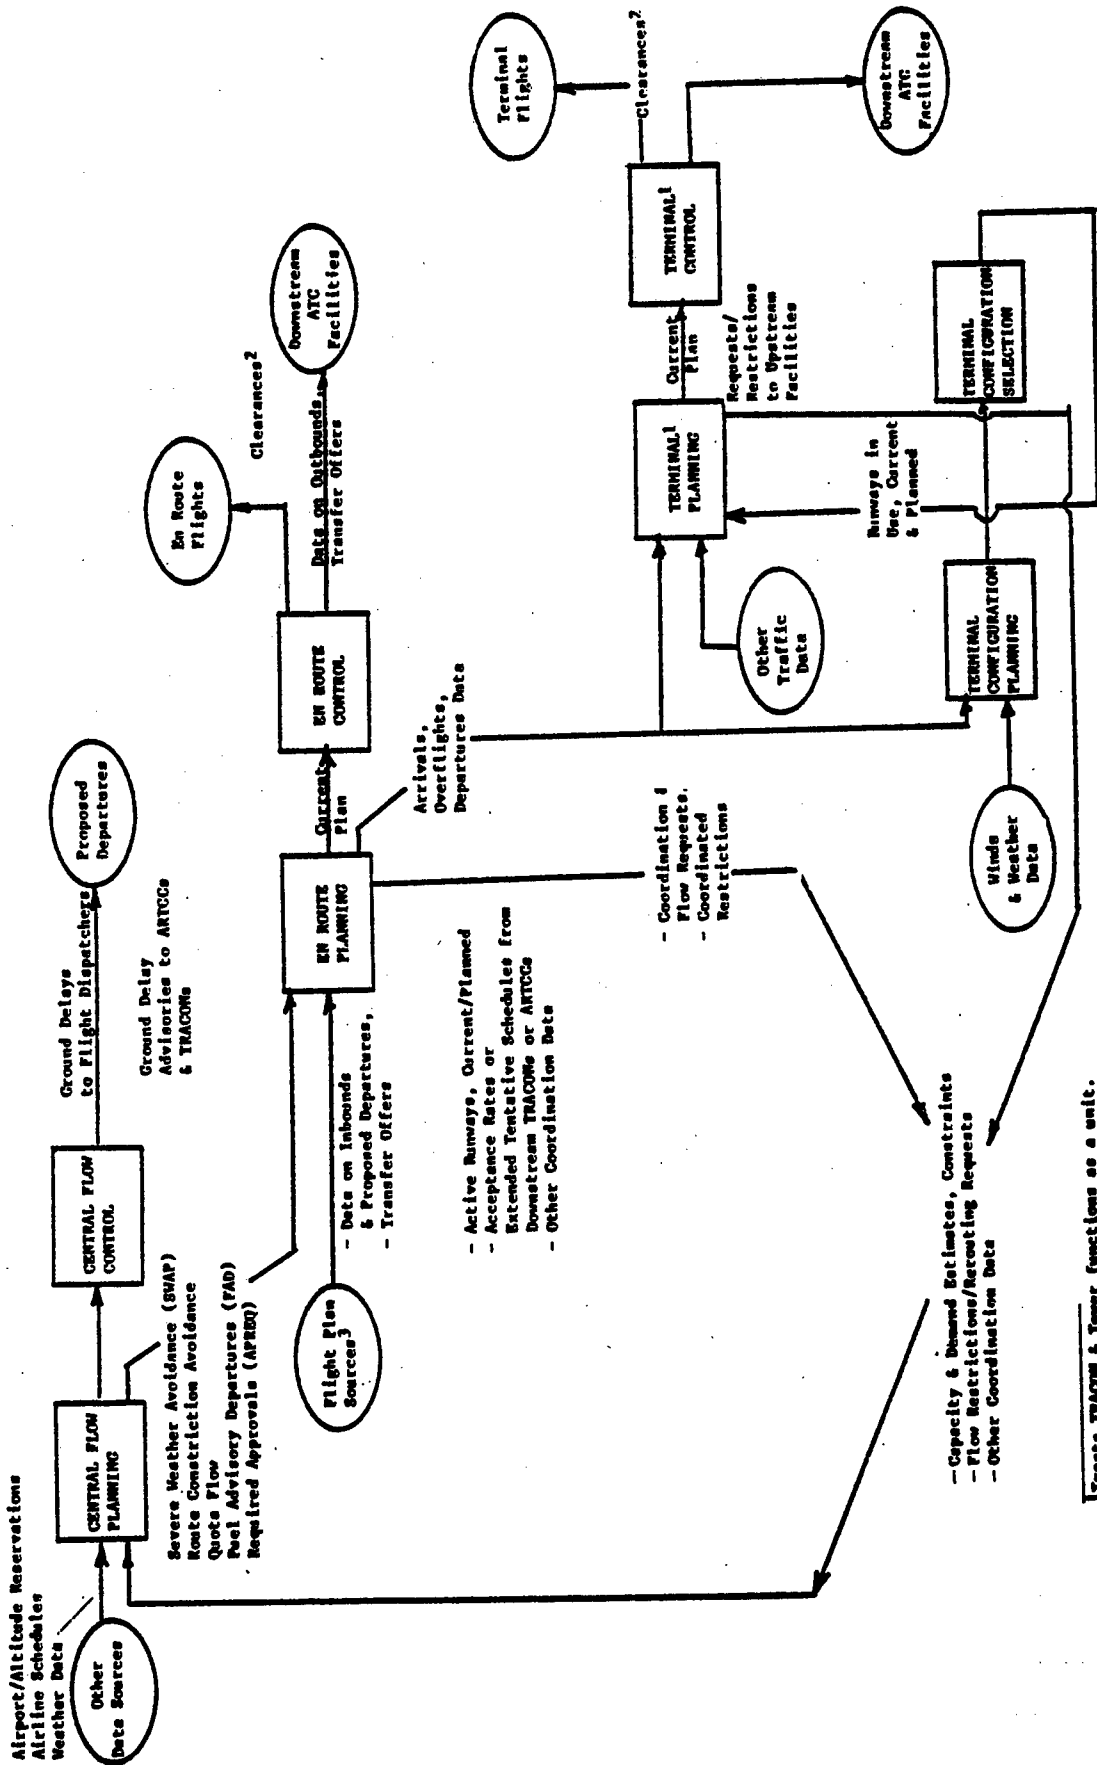 Airport/Altitude Reservations
Airline Schedules
Weather Data
Other
Data Sources
CENTRAL FLOW
PLANNING
CENTRAL FLOW
CONTROL
Ground Delays
to Flight Dispatchers
Ground Delay
Advisories to ARTCCs
& TRACONs
Proposed
Departures
Severe Weather Avoidance (SWAP)
Route Constriction Avoidance
Quota Flow
Fuel Advisory Departures (FAD)
Required Approvals (APREQ)
Flight Plan
Sources3
- Data on Inbounds
& Proposed Departures,
- Transfer Offers
EN ROUTE
PLANNING
Current
Plan
EN ROUTE
CONTROL
En Route
Flights
Clearances2
Data on Outbounds,
Transfer Offers
Downstream
ATC
Facilities
Arrivals,
Overflights,
Departures Data
- Active Runways, Current/Planned
- Acceptance Rates or
Extended Tentative Schedules from
Downstream TRACONs or ARTCCs
- Other Coordination Data
- Coordination &
Flow Requests.
- Coordinated
Restrictions
Other
Traffic
Data
TERMINAL1
PLANNING
Current
Plan
TERMINAL1
CONTROL
Terminal
Flights
Clearances2
Downstream
ATC
Facilities
Requests/
Restrictions
to Upstream
Facilities
Runways in
Use, Current
& Planned
Winds
& Weather
Data
TERMINAL
CONFIGURATION
PLANNING
TERMINAL
CONFIGURATION
SELECTION
- Capacity & Demand Estimates, Constraints
- Flow Restrictions/Rerouting Requests
- Other Coordination Data
1Treats TRACON & Tower functions as a unit.